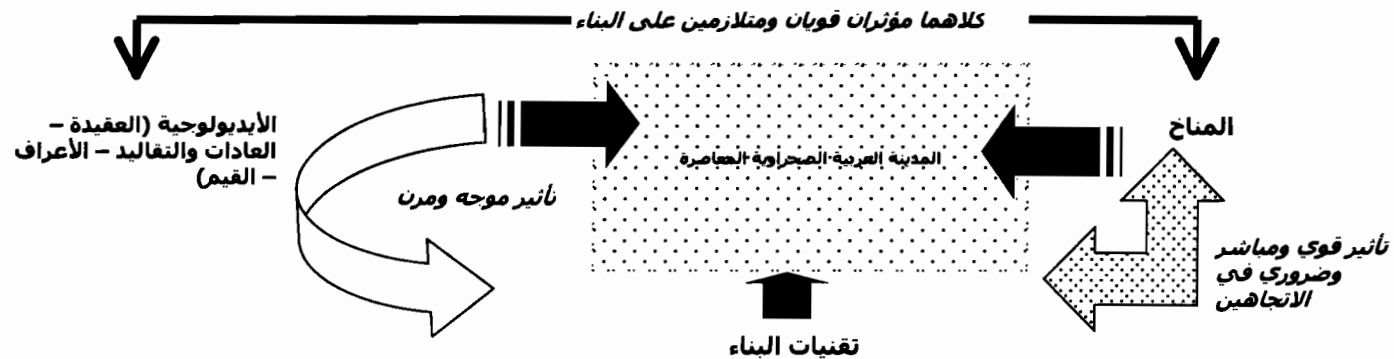 كلاهما مؤثران قويان ومتلازمين على البناء
المناخ
المدينة العربية الصحراوية المعاصرة
الأيديولوجية (العقيدة –
العادات والتقاليد – الأعراف
– القيم)
تأثير موجه ومرن
تأثير قوي ومباشر
وضروري في
الاتجاهين
تقنيات البناء